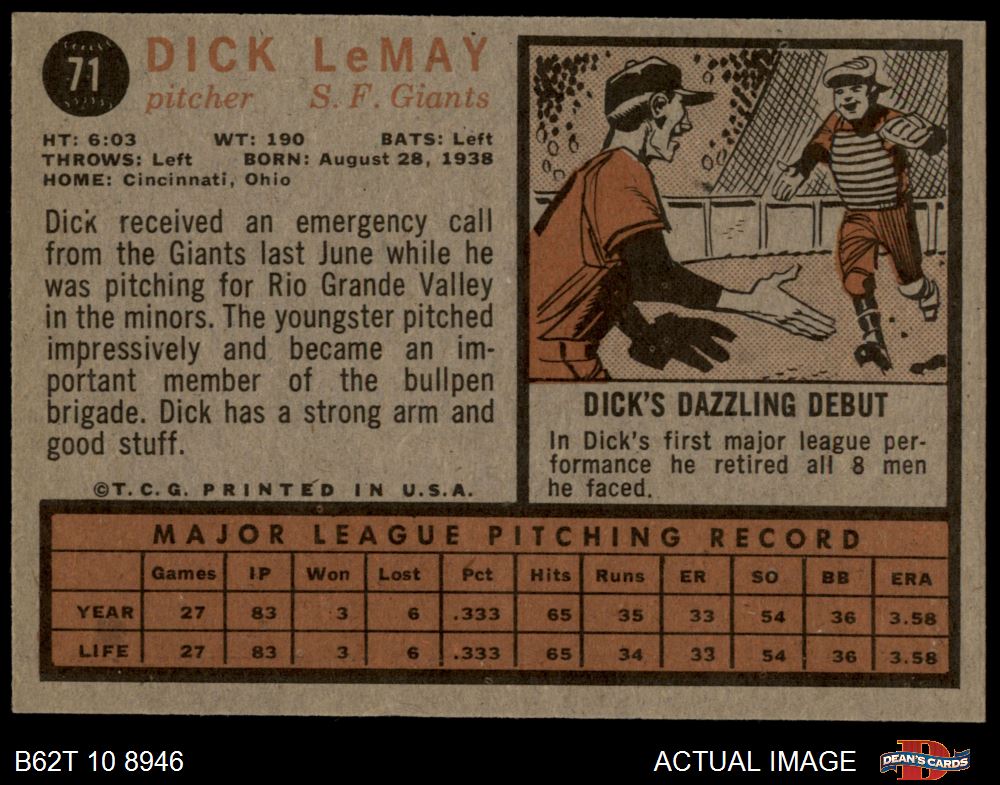 71
DICK LeMAY
pitcher S. F. Giants
HT: 6:03 WT: 190 BATS: Left
THROWS: Left BORN: August 28, 1938
HOME: Cincinnati, Ohio
Dick received an emergency call
from the Giants last June while he
was pitching for Rio Grande Valley
in the minors. The youngster pitched
impressively and became an im-
portant member of the bullpen
brigade. Dick has a strong arm and
good stuff.
©T.C.G. PRINTED IN U.S.A.
DICK'S DAZZLING DEBUT
In Dick's first major league per-
formance he retired all 8 men
he faced.
MAJOR LEAGUE PITCHING RECORD
Games IP Won Lost Pct Hits Runs ER SO BB ERA
YEAR 27 83 3 6 .333 65 35 33 54 36 3.58
LIFE 27 83 3 6 .333 65 34 33 54 36 3.58
B62T 10 8946 ACTUAL IMAGE DEAN'S CARDS